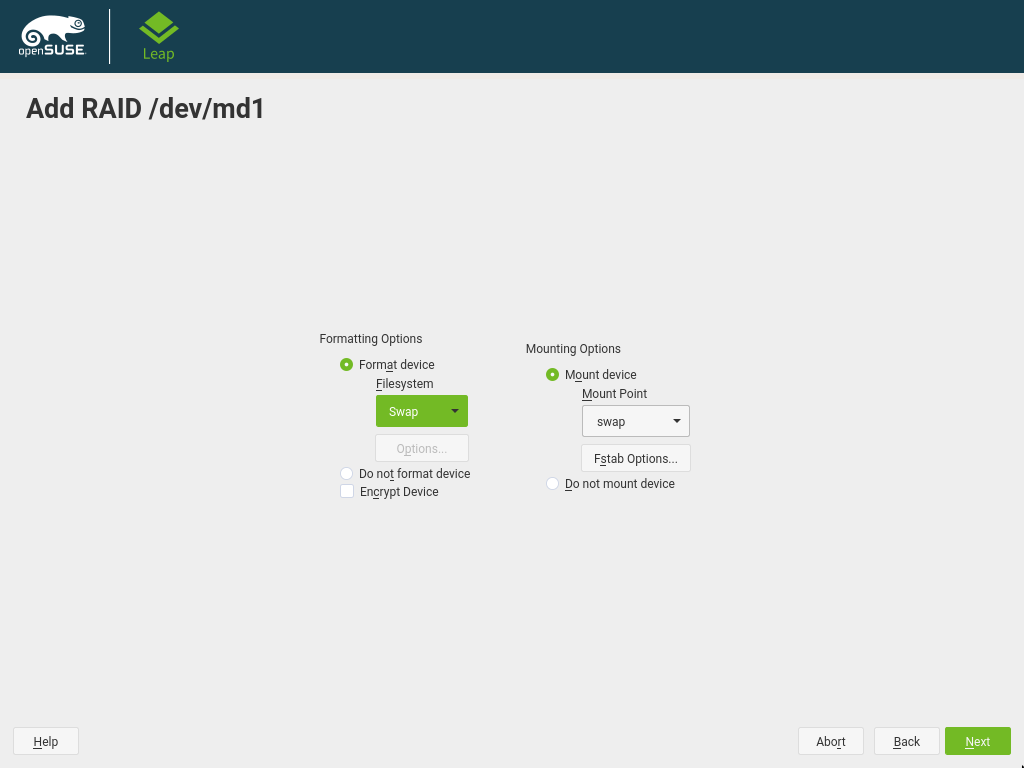 openSUSE
Leap
Add RAID /dev/md1
Formatting Options
Format device
Filesystem
Swap
Options...
Do not format device
Encrypt Device
Mounting Options
Mount device
Mount Point
swap
Fstab Options...
Do not mount device
Help
Abort
Back
Next